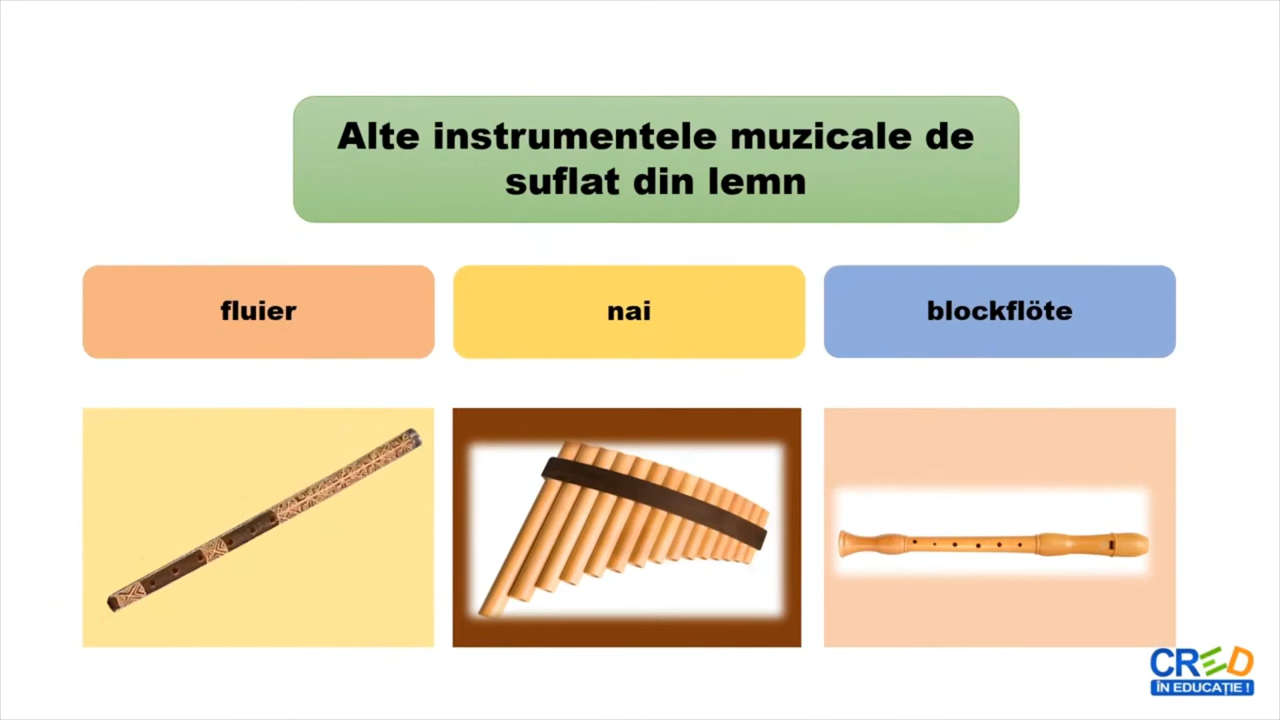 Alte instrumentele muzicale de
suflat din lemn
fluier
nai
blockflöte
CRED
ÎN EDUCAȚIE !